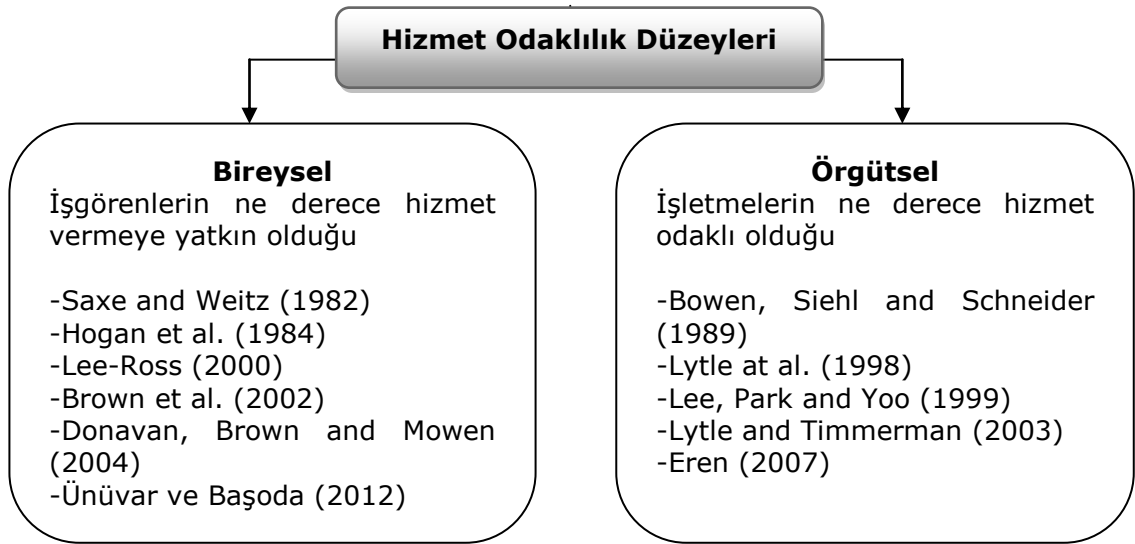 Hizmet Odaklılık Düzeyleri
Bireysel
İşgörenlerin ne derece hizmet
vermeye yatkın olduğu
-Saxe and Weitz (1982)
-Hogan et al. (1984)
-Lee-Ross (2000)
-Brown et al. (2002)
-Donavan, Brown and Mowen
(2004)
-Ünüvar ve Başoda (2012)
Örgütsel
İşletmelerin ne derece hizmet
odaklı olduğu
-Bowen, Siehl and Schneider
(1989)
-Lytle at al. (1998)
-Lee, Park and Yoo (1999)
-Lytle and Timmerman (2003)
-Eren (2007)